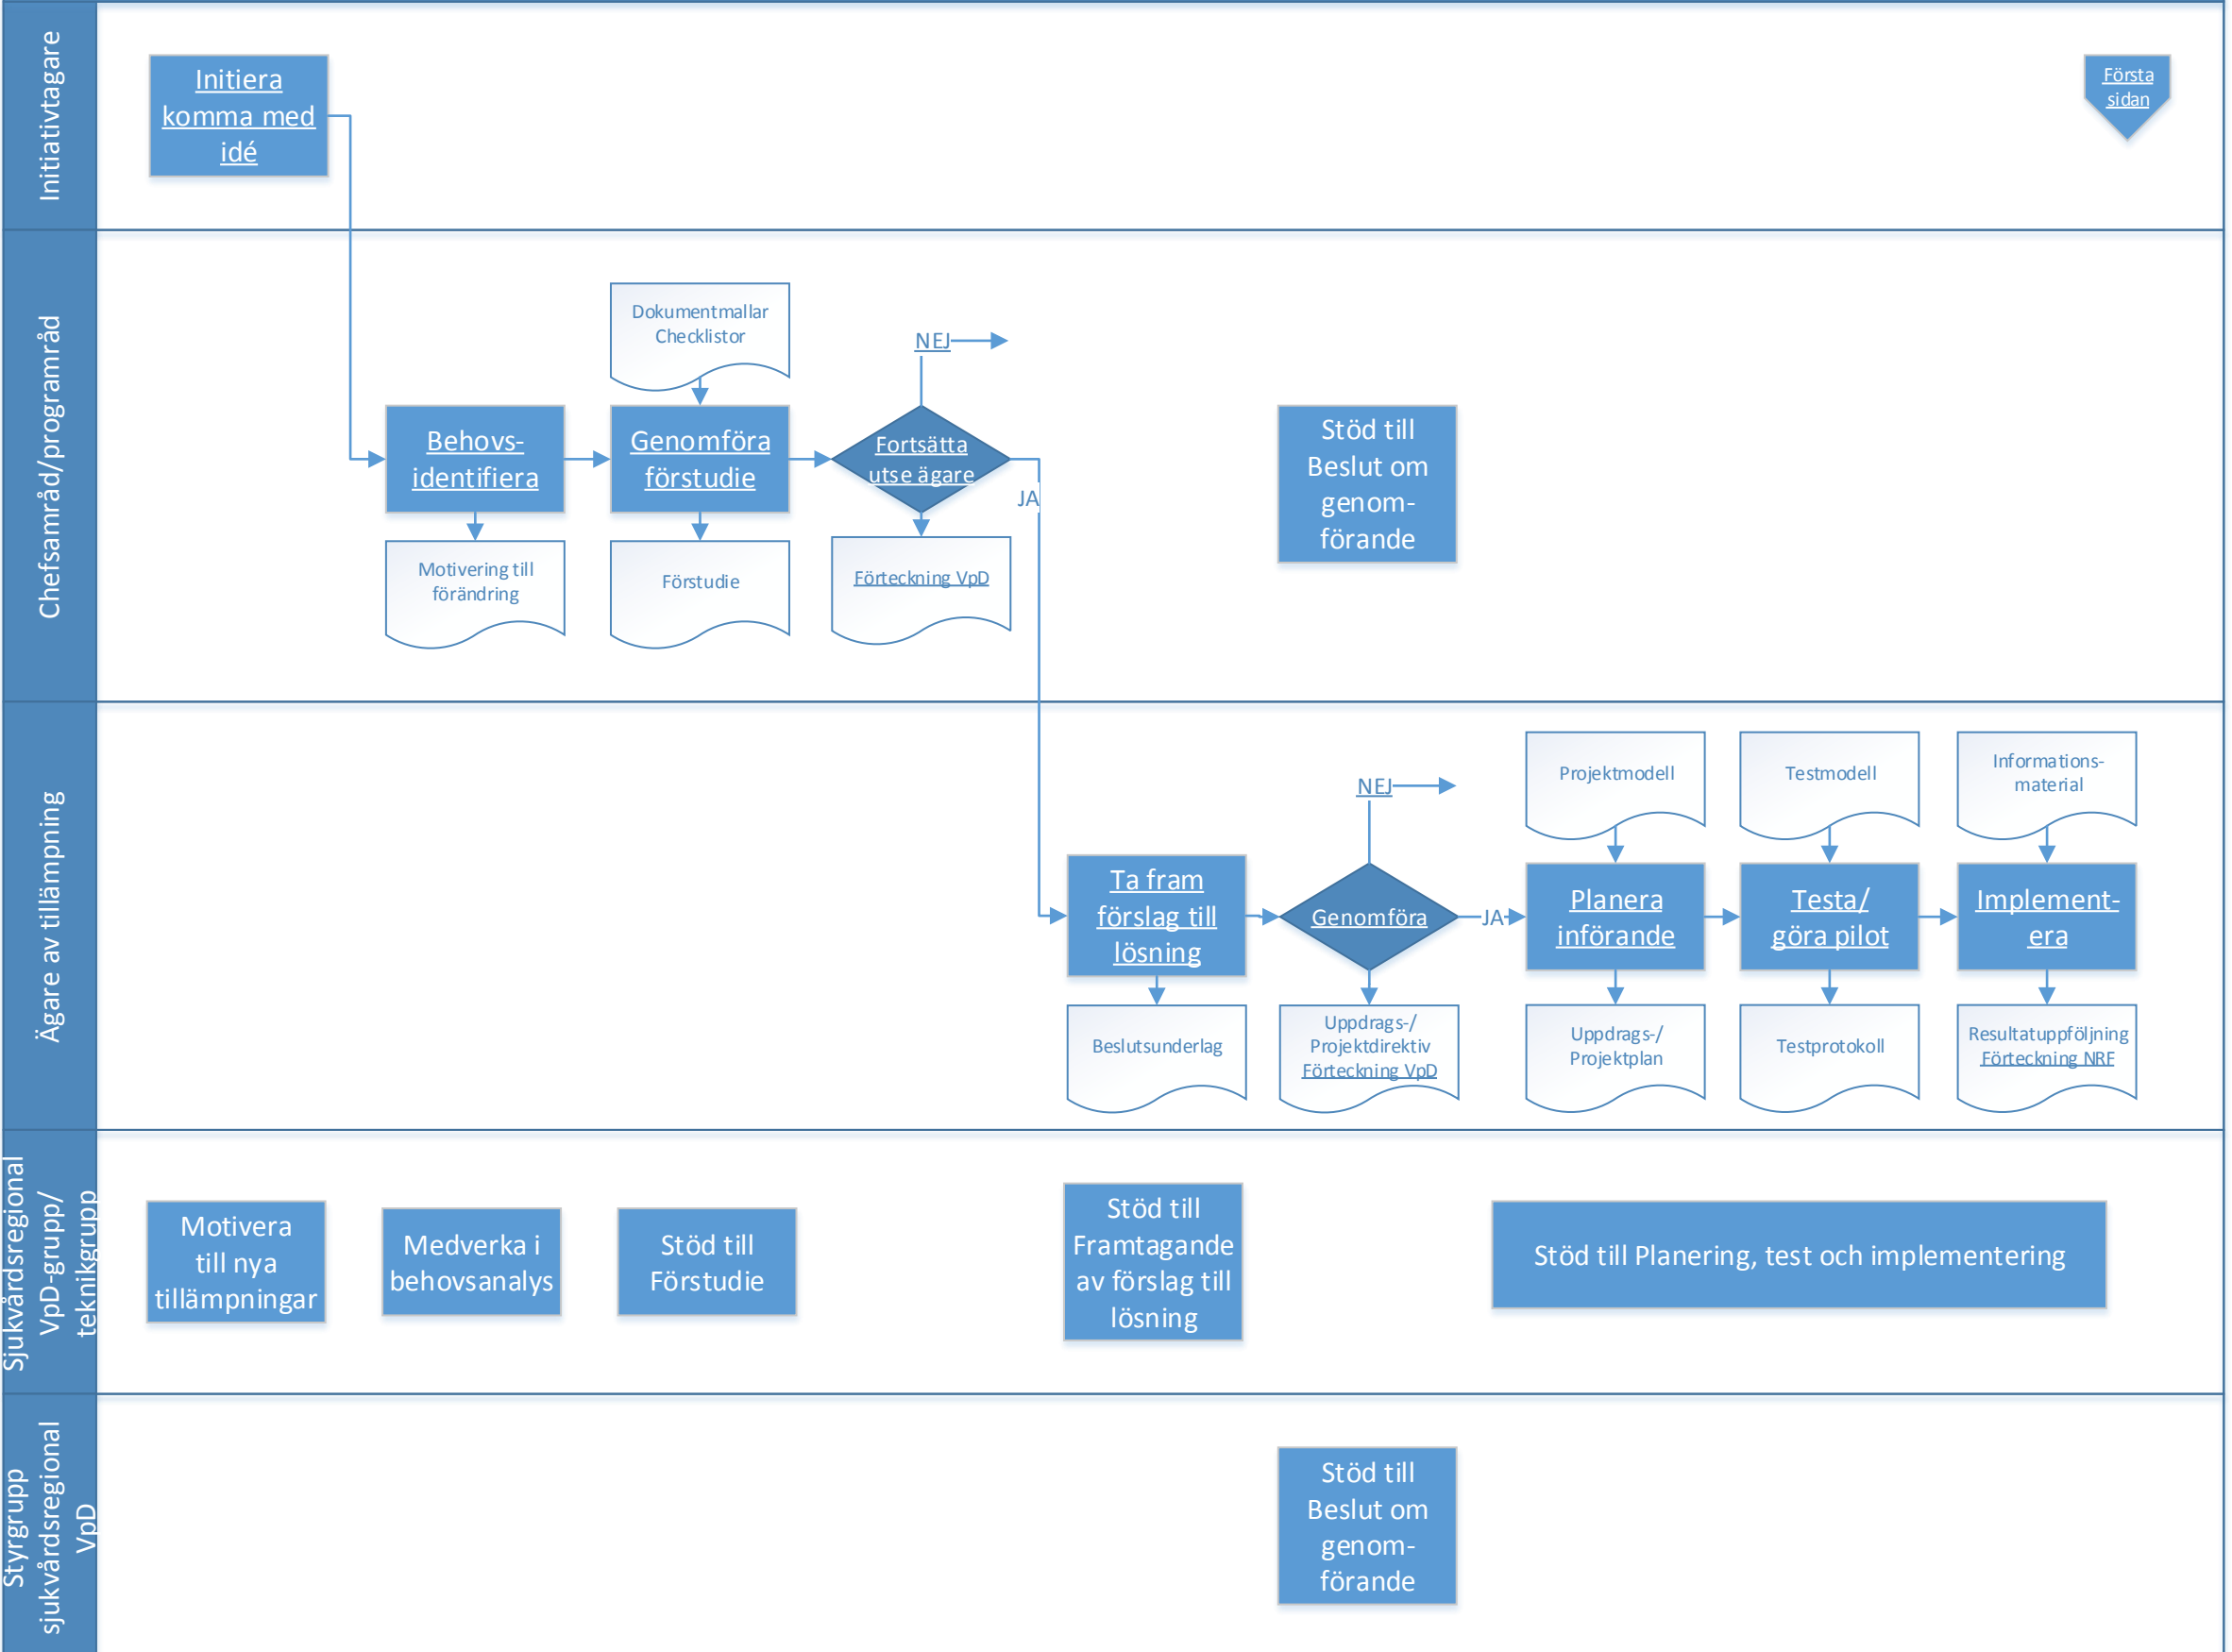 Initiativtagare
Initiera
komma med
idé
Första
sidan
Chefsamråd/programråd
Dokumentmallar
Checklistor
NEJ
Behovs-
identifiera
Genomföra
förstudie
Fortsätta
utse ägare
JA
Stöd till
Beslut om
genom-
förande
Motivering till
förändring
Förstudie
Förteckning VpD
Ägare av tillämpning
NEJ
Projektmodell
Testmodell
Informations-
material
Ta fram
förslag till
lösning
Genomföra
JA
Planera
införande
Testa/
göra pilot
Implement-
era
Beslutsunderlag
Uppdrags-/
Projektdirektiv
Förteckning VpD
Uppdrags-/
Projektplan
Testprotokoll
Resultatuppföljning
Förteckning NRF
Sjukvårdsregional
VpD-grupp/
teknikgrupp
Motivera
till nya
tillämpningar
Medverka i
behovsanalys
Stöd till
Förstudie
Stöd till
Framtagande
av förslag till
lösning
Stöd till Planering, test och implementering
Styrgrupp
sjukvårdsregional
VpD
Stöd till
Beslut om
genom-
förande